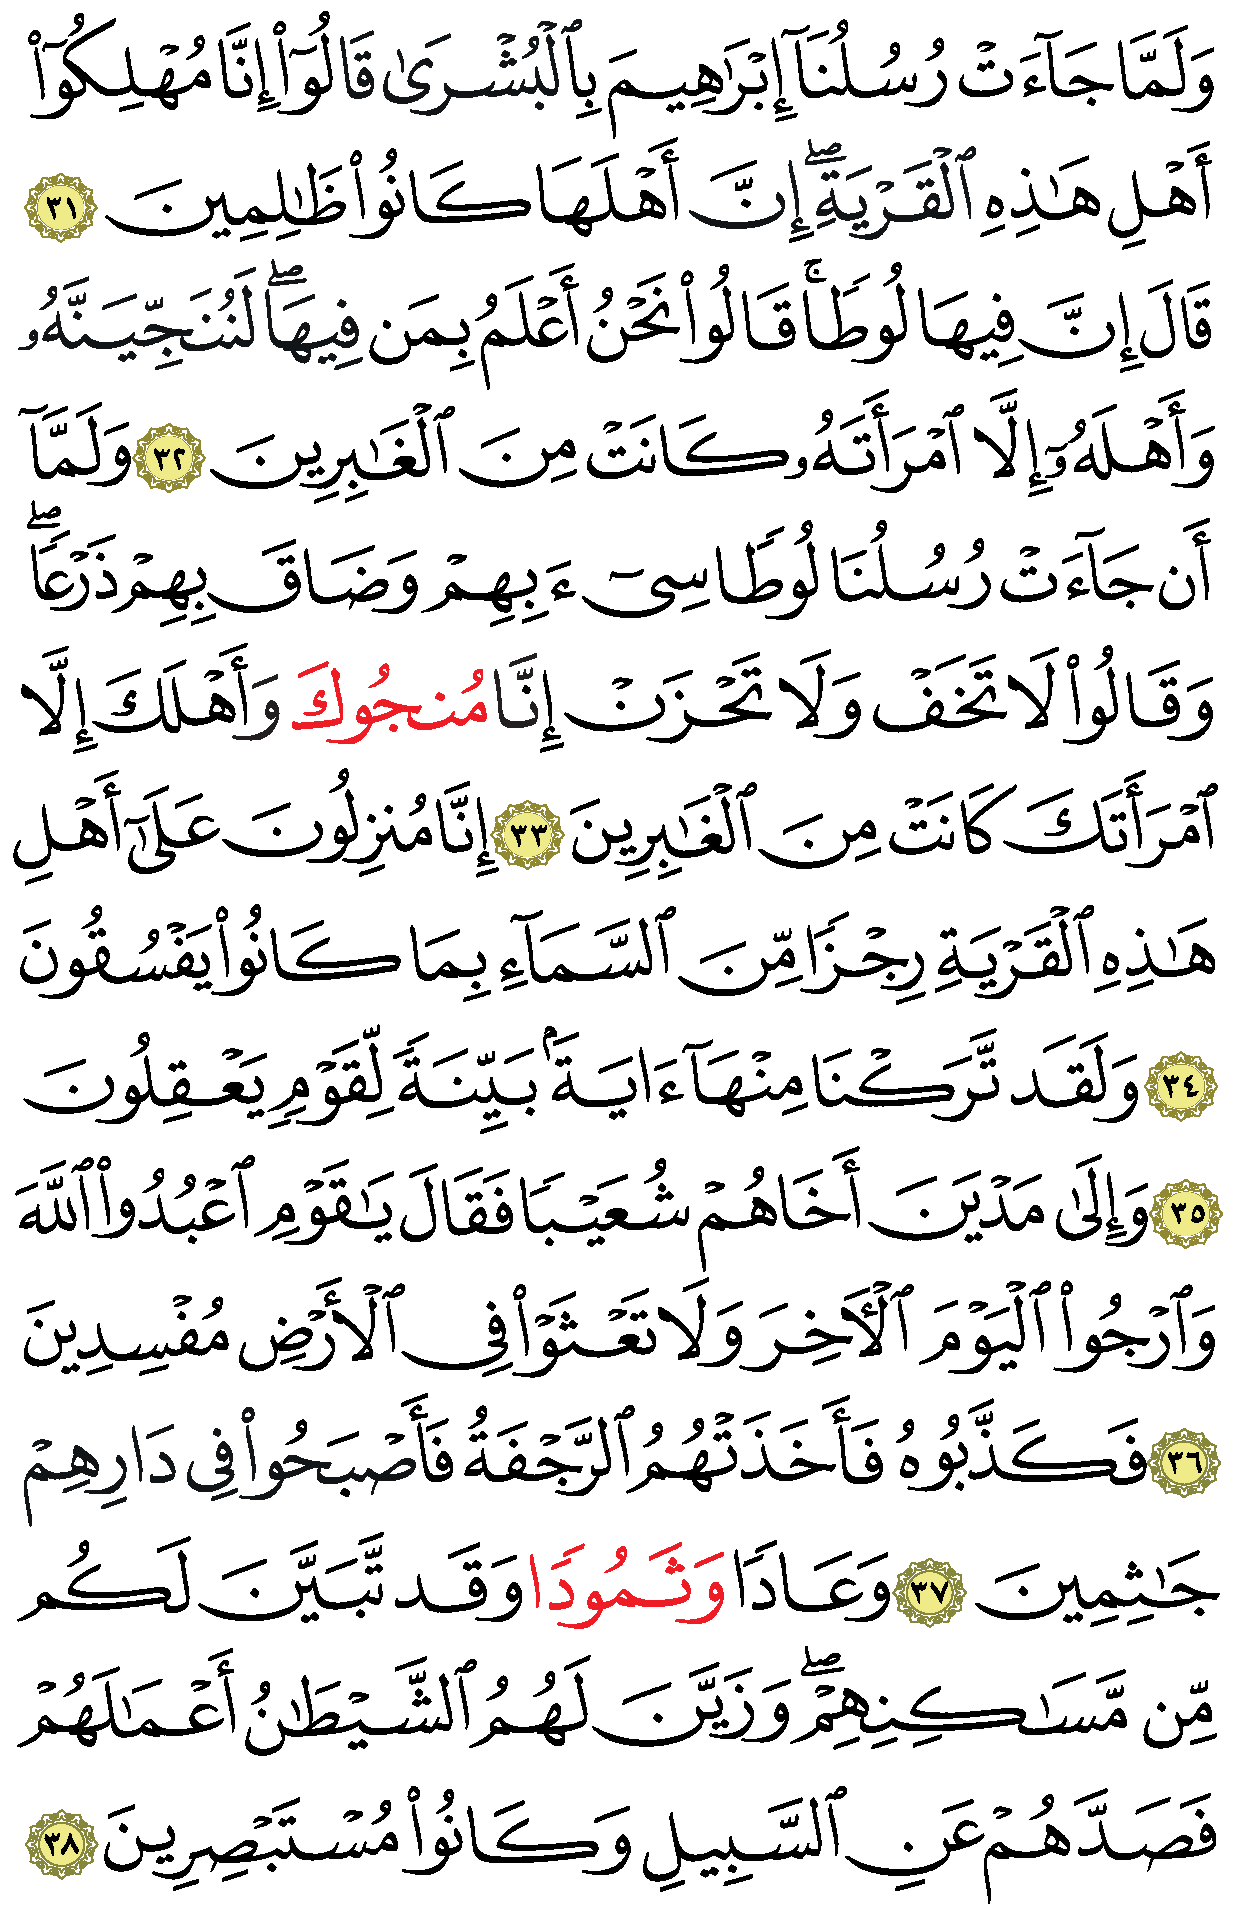 وَلَمَّا جَآءَتْ رُسُلُنَآ إِبْرَٰهِيمَ بِٱلْبُشْرَىٰ قَالُوٓا۟ إِنَّا مُهْلِكُوٓا۟
أَهْلِ هَـٰذِهِ ٱلْقَرْيَةِ ۖ إِنَّ أَهْلَهَا كَانُوا۟ ظَـٰلِمِينَ ٣١
قَالَ إِنَّ فِيهَا لُوطًا ۚ قَالُوا۟ نَحْنُ أَعْلَمُ بِمَن فِيهَا ۖ لَنُنَجِّيَنَّهُۥ
وَأَهْلَهُۥٓ إِلَّا ٱمْرَأَتَهُۥ كَانَتْ مِنَ ٱلْغَـٰبِرِينَ ٣٢ وَلَمَّآ
أَن جَآءَتْ رُسُلُنَا لُوطًا سِىٓءَ بِهِمْ وَضَاقَ بِهِمْ ذَرْعًا ۖ
وَقَالُوا۟ لَا تَخَفْ وَلَا تَحْزَنْ إِنَّا مُنجُوكَ وَأَهْلَكَ إِلَّا
ٱمْرَأَتَكَ كَانَتْ مِنَ ٱلْغَـٰبِرِينَ ٣٣ إِنَّا مُنزِلُونَ عَلَىٰٓ أَهْلِ
هَـٰذِهِ ٱلْقَرْيَةِ رِجْزًا مِّنَ ٱلسَّمَآءِ بِمَا كَانُوا۟ يَفْسُقُونَ
٣٤ وَلَقَد تَّرَكْنَا مِنْهَآ ءَايَةًۢ بَيِّنَةً لِّقَوْمٍ يَعْقِلُونَ
٣٥ وَإِلَىٰ مَدْيَنَ أَخَاهُمْ شُعَيْبًا فَقَالَ يَـٰقَوْمِ ٱعْبُدُوا۟ ٱللَّهَ
وَٱرْجُوا۟ ٱلْيَوْمَ ٱلْـَٔاخِرَ وَلَا تَعْثَوْا۟ فِى ٱلْأَرْضِ مُفْسِدِينَ
٣٦ فَكَذَّبُوهُ فَأَخَذَتْهُمُ ٱلرَّجْفَةُ فَأَصْبَحُوا۟ فِى دَارِهِمْ
جَـٰثِمِينَ ٣٧ وَعَادًا وَثَمُودًا وَقَد تَّبَيَّنَ لَكُم
مِّن مَّسَـٰكِنِهِمْ ۖ وَزَيَّنَ لَهُمُ ٱلشَّيْطَـٰنُ أَعْمَـٰلَهُمْ
فَصَدَّهُمْ عَنِ ٱلسَّبِيلِ وَكَانُوا۟ مُسْتَبْصِرِينَ ٣٨